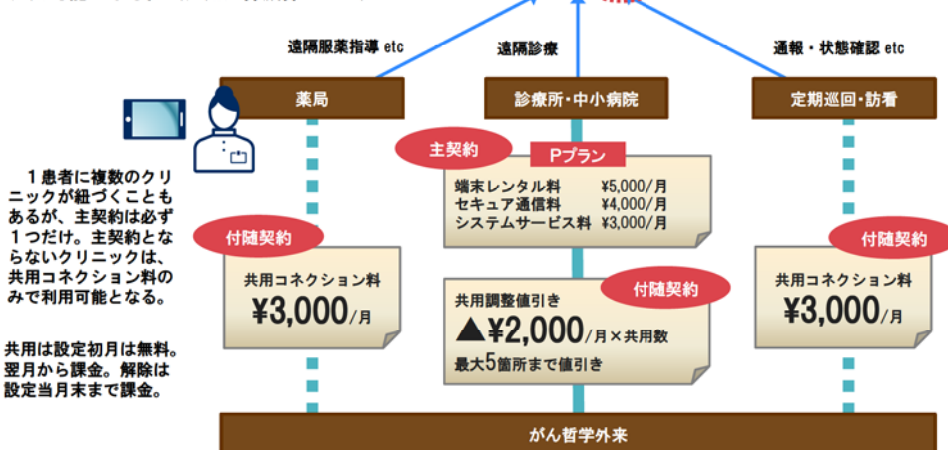 遠隔服薬指導 etc
遠隔診療
通報・状態確認 etc
薬局
診療所・中小病院
定期巡回・訪看
主契約
Pプラン
端末レンタル料 ¥5,000/月
セキュア通信料 ¥4,000/月
システムサービス料 ¥3,000/月
1患者に複数のクリ
ニックが紐づくことも
あるが、主契約は必ず
1つだけ。主契約とな
らないクリニックは、
共用コネクション料の
みで利用可能となる。
共用は設定初月は無料。
翌月から課金。解除は
設定当月末まで課金。
付随契約
共用コネクション料
¥3,000/月
付随契約
共用調整値引き
▲¥2,000/月×共用数
最大5箇所まで値引き
付随契約
共用コネクション料
¥3,000/月
がん哲学外来